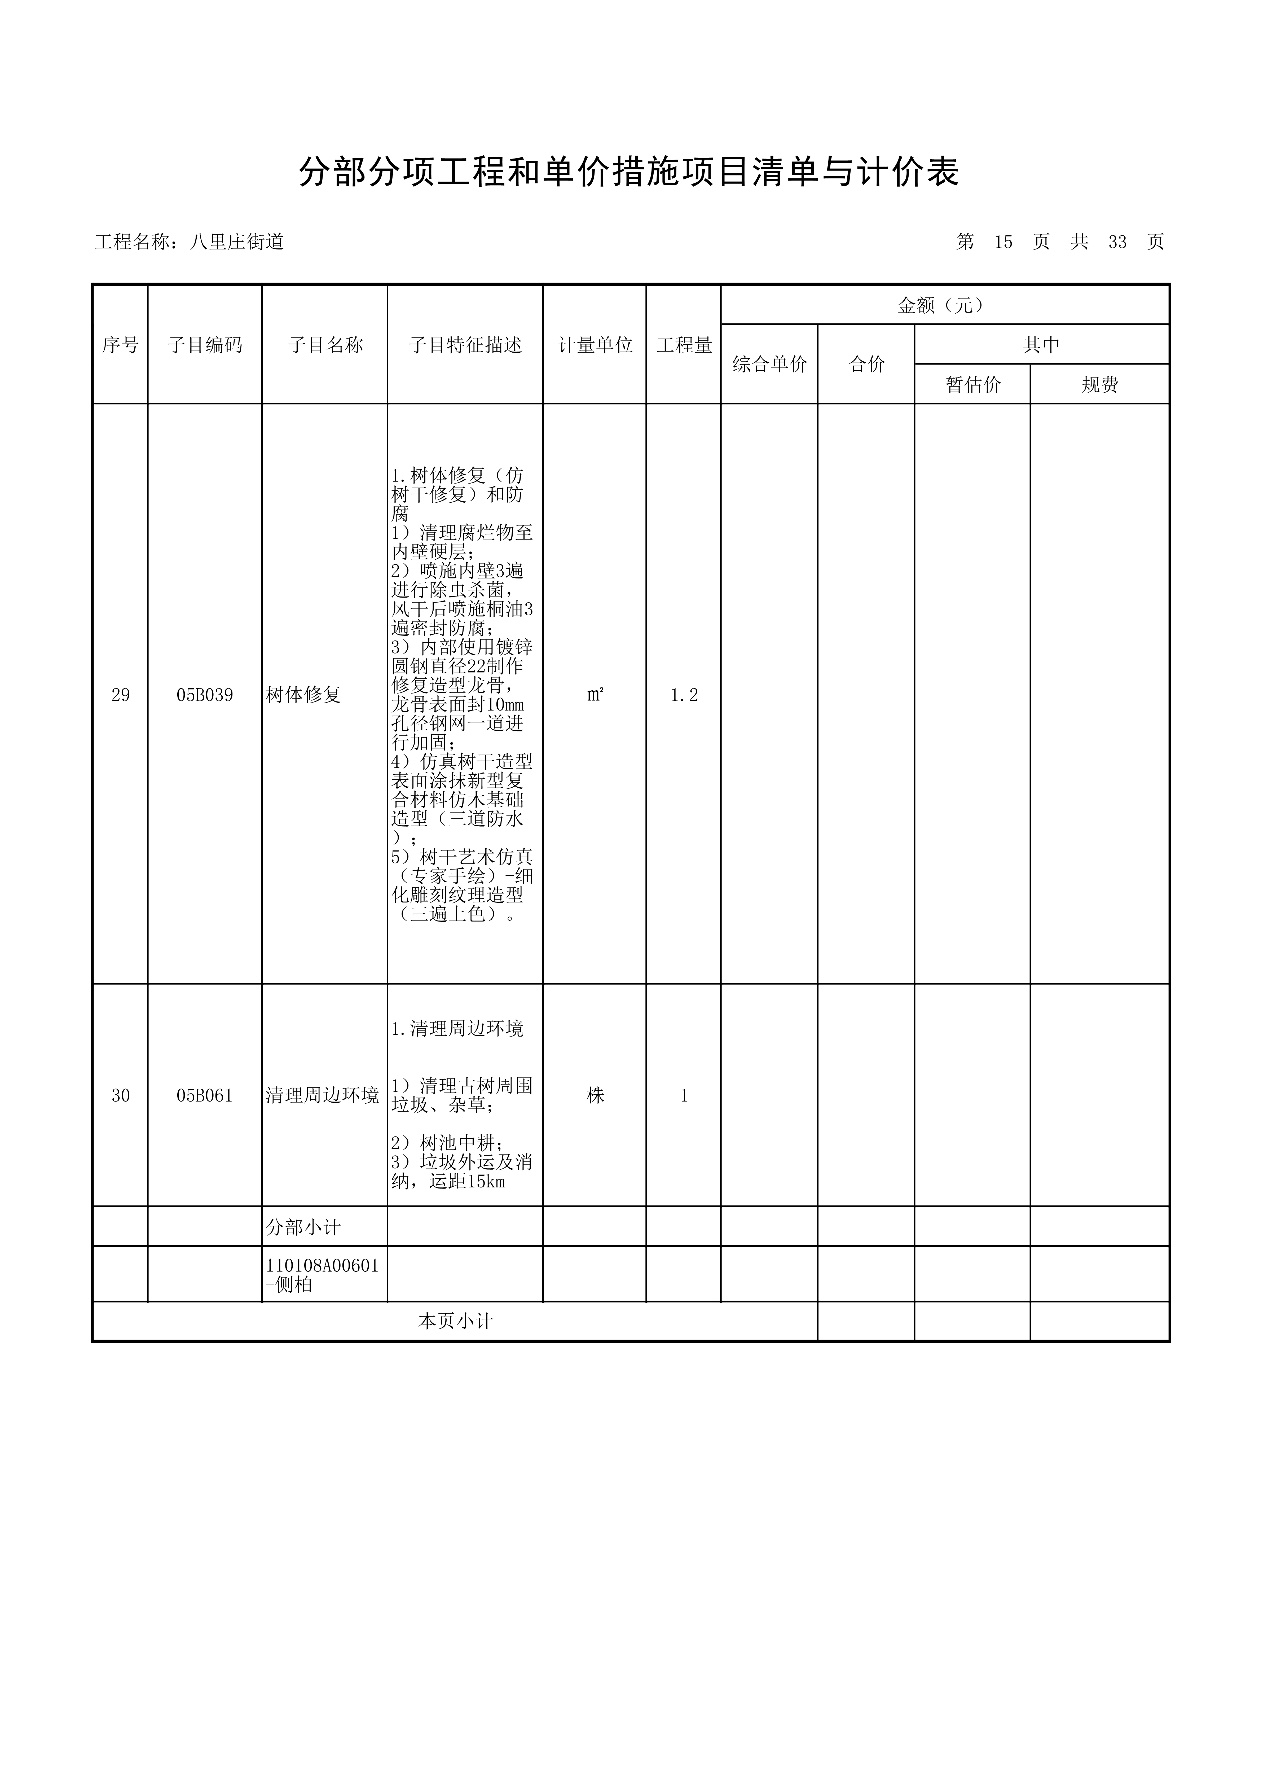 分部分项工程和单价措施项目清单与计价表
工程名称：八里庄街道
第 15 页 共 33 页
序号 子目编码 子目名称 子目特征描述 计量单位 工程量 金额（元）
综合单价 合价 其中
暂估价 规费
29 05B039 树体修复
1.树体修复（仿
树干修复）和防
腐
1）清理腐烂物至
内壁硬层；
2）喷施内壁3遍
进行除虫杀菌，
风干后喷施桐油3
遍密封防腐；
3）内部使用镀锌
圆钢直径22制作
修复造型龙骨，
龙骨表面封10mm
孔径钢网一道进
行加固；
4）仿真树干造型
表面涂抹新型复
合材料仿木基础
造型（三道防水
）；
5）树干艺术仿真
（专家手绘）-细
化雕刻纹理造型
（三遍上色）。
m² 1.2
30 05B061 清理周边环境
1.清理周边环境
1）清理古树周围
垃圾、杂草；
2）树池中耕；
3）垃圾外运及消
纳，运距15km
株 1
分部小计
110108A00601
-侧柏
本页小计